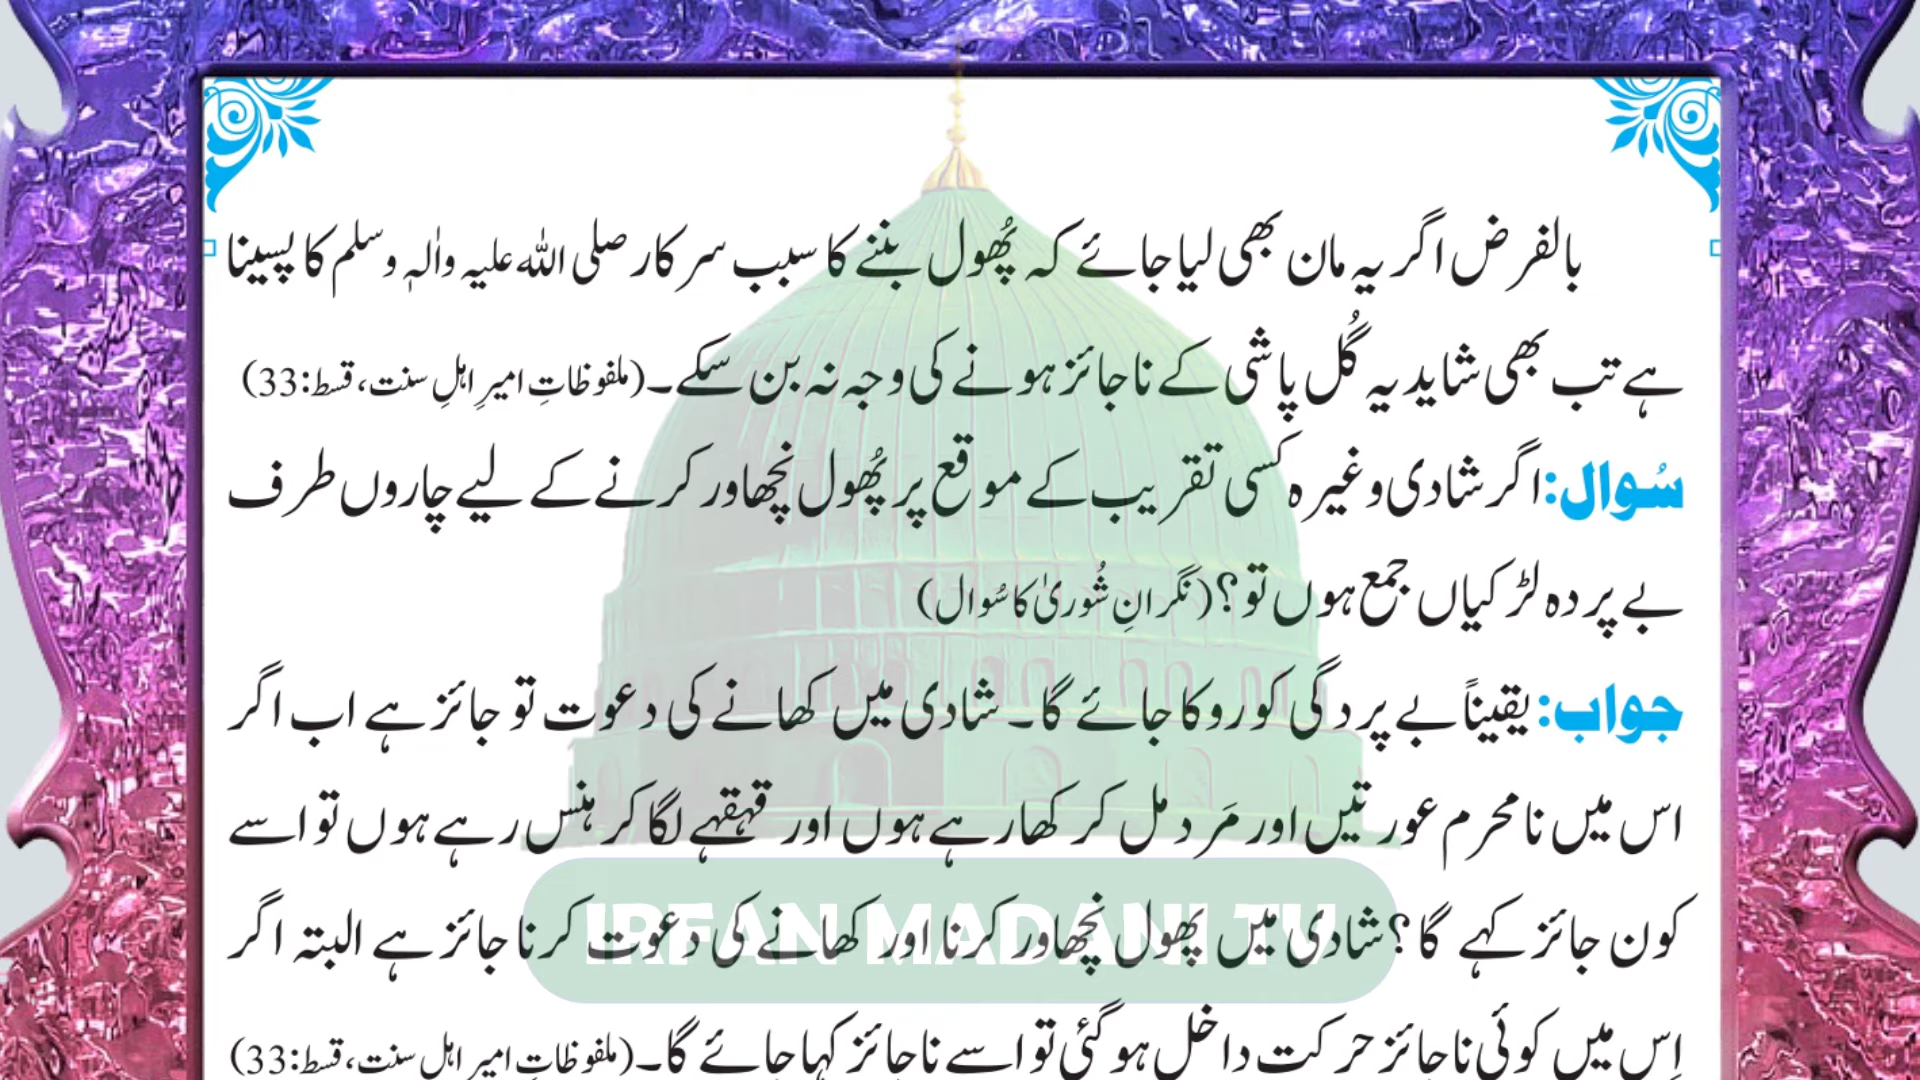 بالفرض اگر یہ مان بھی لیا جائے کہ پُھول بننے کا سبب سرکار صلی اللہ علیہ واٰلہٖ وسلم کا پسینا
ہے تب بھی شاید یہ گُل پاشی کے ناجائز ہونے کی وجہ نہ بن سکے۔ (ملفوظاتِ امیرِ اہلِ سنت، قسط:33)
سُوال: اگر شادی وغیرہ کسی تقریب کے موقع پر پُھول نچھاور کرنے کے لیے چاروں طرف
بے پردہ لڑکیاں جمع ہوں تو؟ (نگرانِ شُوریٰ کا سُوال)
جواب: یقیناً بے پردگی کو روکا جائے گا۔ شادی میں کھانے کی دعوت تو جائز ہے اب اگر
اس میں نامحرم عورتیں اور مَرد مل کر کھا رہے ہوں اور قہقہے لگا کر ہنس رہے ہوں تو اسے
کون جائز کہے گا؟ شادی میں پھول نچھاور کرنا اور کھانے کی دعوت کرنا جائز ہے البتہ اگر
IRFAN MADANI TV
اِس میں کوئی ناجائز حرکت داخل ہو گئی تو اسے ناجائز کہا جائے گا۔ (ملفوظاتِ امیر اہل سنت، قسط:33)